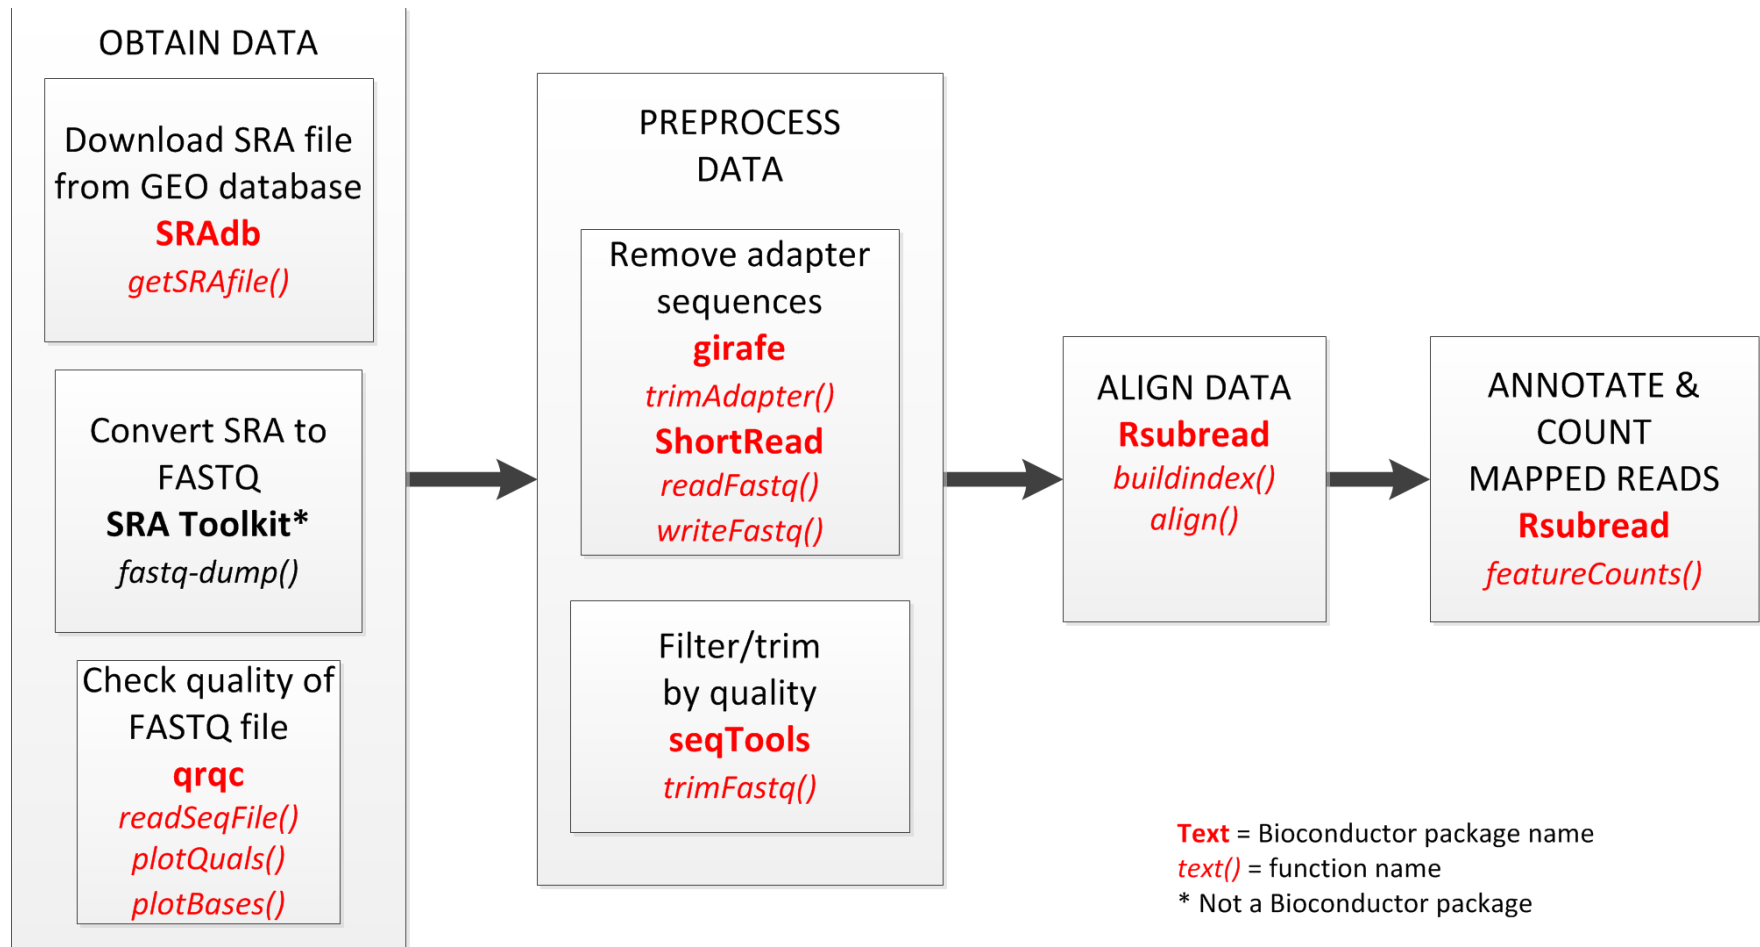 OBTAIN DATA
Download SRA file
from GEO database
SRAdb
getSRAfile()
Convert SRA to
FASTQ
SRA Toolkit*
fastq-dump()
Check quality of
FASTQ file
qrqc
readSeqFile()
plotQuals()
plotBases()
PREPROCESS
DATA
Remove adapter
sequences
girafe
trimAdapter()
ShortRead
readFastq()
writeFastq()
Filter/trim
by quality
seqTools
trimFastq()
ALIGN DATA
Rsubread
buildindex()
align()
ANNOTATE &
COUNT
MAPPED READS
Rsubread
featureCounts()
Text = Bioconductor package name
text() = function name
* Not a Bioconductor package